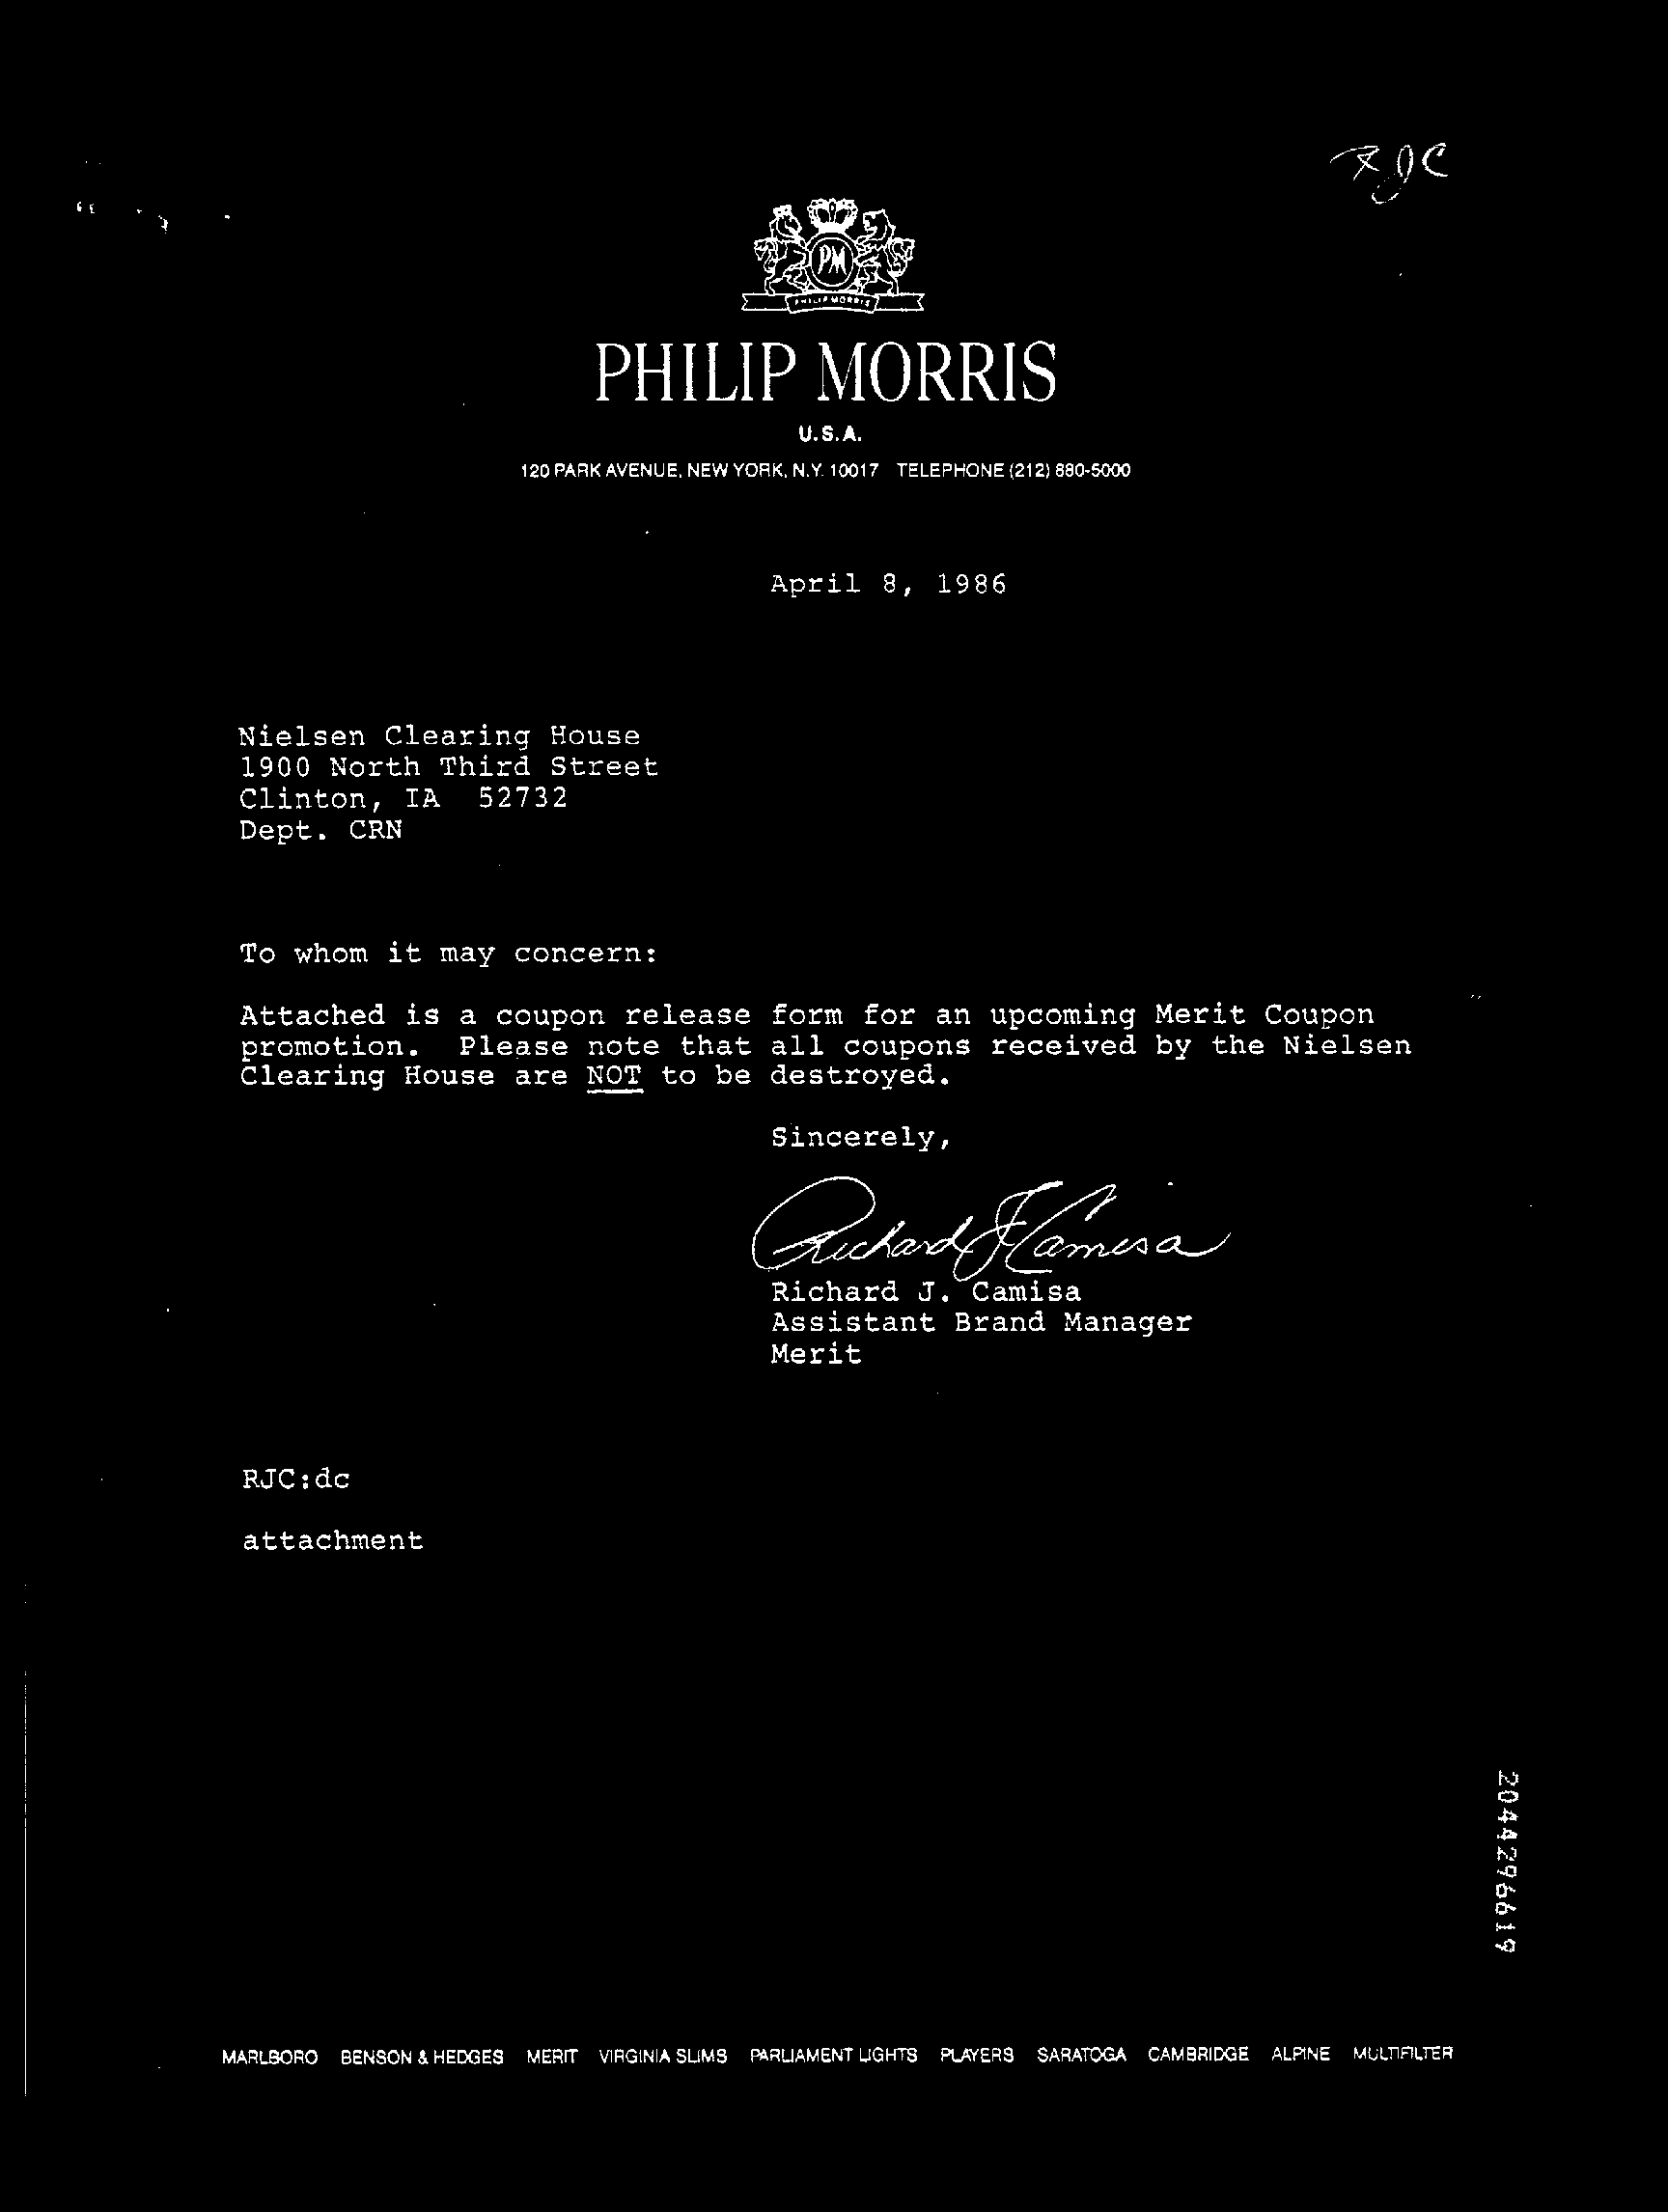 RJC
PM
PHILIP MORRIS
PHILIP MORRIS
U.S.A.
120 PARK AVENUE, NEW YORK, N.Y. 10017 TELEPHONE (212) 880-5000
April 8, 1986
Nielsen Clearing House
1900 North Third Street
Clinton, IA 52732
Dept. CRN
To whom it may concern:
Attached is a coupon release form for an upcoming Merit Coupon
promotion. Please note that all coupons received by the Nielsen
Clearing House are NOT to be destroyed.
Sincerely,
Richard J Camisa
Richard J. Camisa
Assistant Brand Manager
Merit
RJC:dc
attachment
2044296619
MARLBORO BENSON & HEDGES MERIT VIRGINIA SLIMS PARLIAMENT LIGHTS PLAYERS SARATOGA CAMBRIDGE ALPINE MULTIFILTER